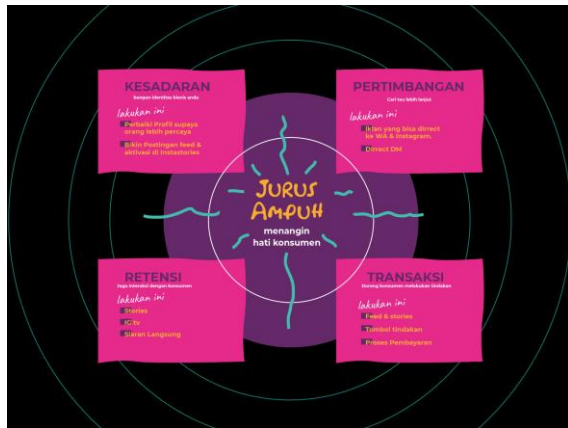 KESADARAN
Bangun identitas bisnis anda
lakukan ini
Perbaiki Profil supaya
orang lebih percaya
Bikin Postingan feed &
aktivasi di Instastories
PERTIMBANGAN
Cari tau lebih lanjut
lakukan ini
Iklan yang bisa dirrect
ke WA & Instagram,
Dirrect DM
JURUS
AMPUH
menangin
hati konsumen
RETENSI
Juga interaksi dengan konsumen
lakukan ini
Stories
IGtv
Siaran Langsung
TRANSAKSI
Dorong konsumen melakukan tindakan
lakukan ini
Feed & stories
Tombol tindakan
Proses Pembayaran